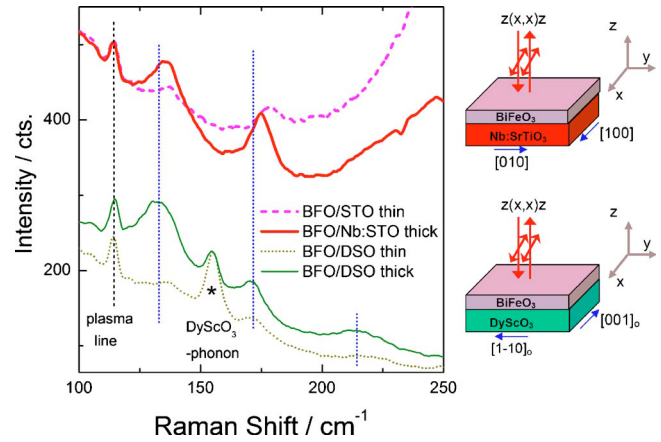 Intensity / cts.
400
200
BFO/STO thin
BFO/Nb:STO thick
BFO/DSO thin
BFO/DSO thick
plasma
line
*
DyScO₃
-phonon
100
150
200
250
Raman Shift / cm⁻¹
z(x,x)z
z
y
x
BiFeO₃
Nb:SrTiO₃
[100]
[010]
z(x,x)z
z
y
x
BiFeO₃
DyScO₃
[001]ₒ
[1-10]ₒ